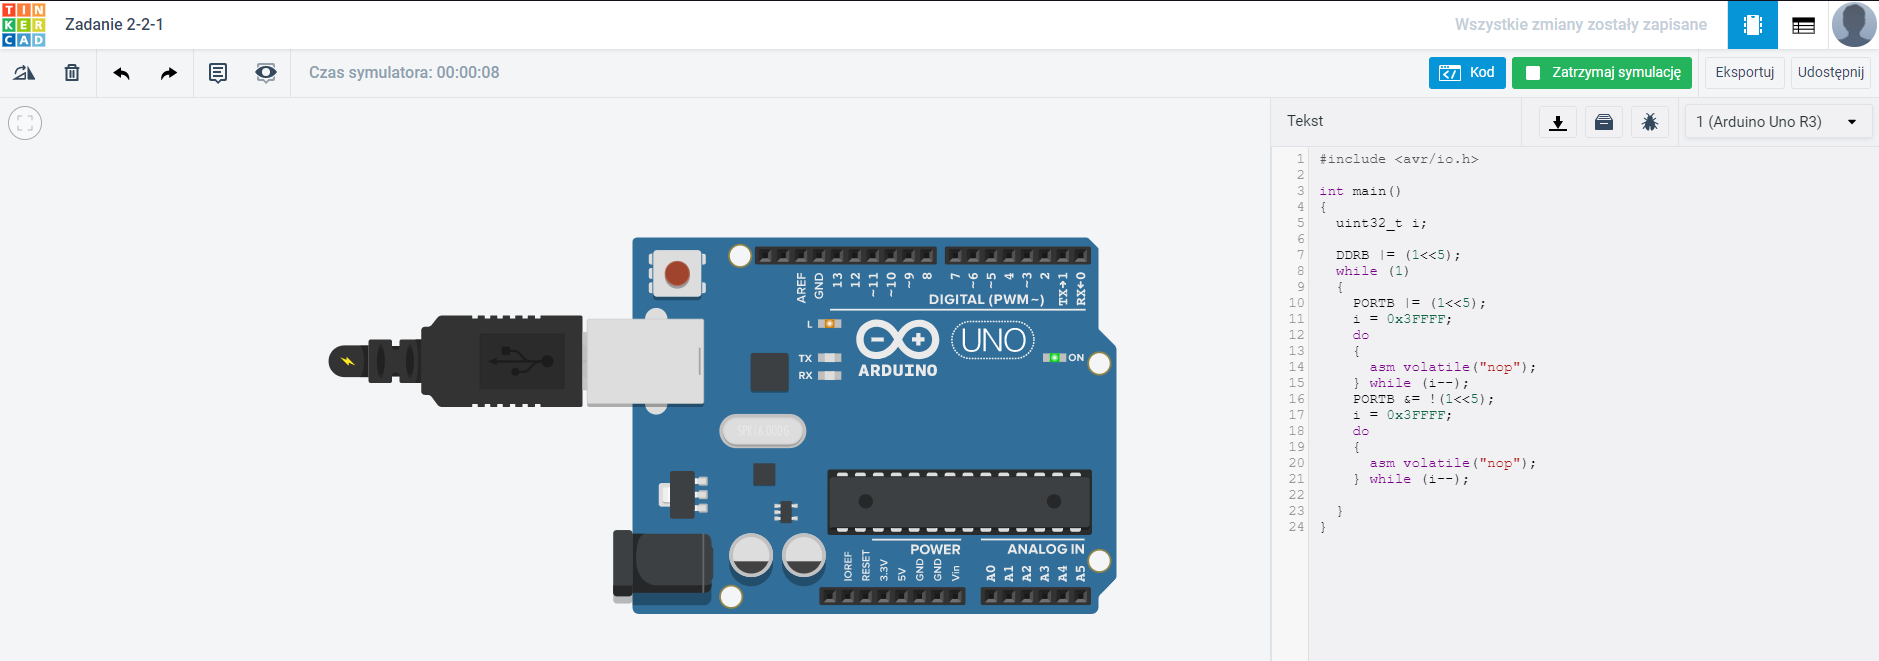 TINKERCAD
Zadanie 2-2-1
Wszystkie zmiany zostały zapisane
Czas symulatora: 00:00:08
Kod
Zatrzymaj symulację
Eksportuj
Udostępnij
Tekst
1 (Arduino Uno R3)
1 #include <avr/io.h>
2
3 int main()
4 {
5 uint32_t i;
6
7 DDRB |= (1<<5);
8 while (1)
9 {
10 PORTB |= (1<<5);
11 i = 0x3FFFF;
12 do
13 {
14 asm volatile("nop");
15 } while (i--);
16 PORTB &= !(1<<5);
17 i = 0x3FFFF;
18 do
19 {
20 asm volatile("nop");
21 } while (i--);
22
23 }
24 }
AREF
GND
13
12
~11
~10
~9
8
7
~6
~5
4
~3
2
TX→1
RX←0
DIGITAL (PWM~)
L
TX
RX
UNO
ARDUINO
ON
SPK16.000G
POWER
ANALOG IN
IOREF
RESET
3.3V
5V
GND
GND
Vin
A0
A1
A2
A3
A4
A5